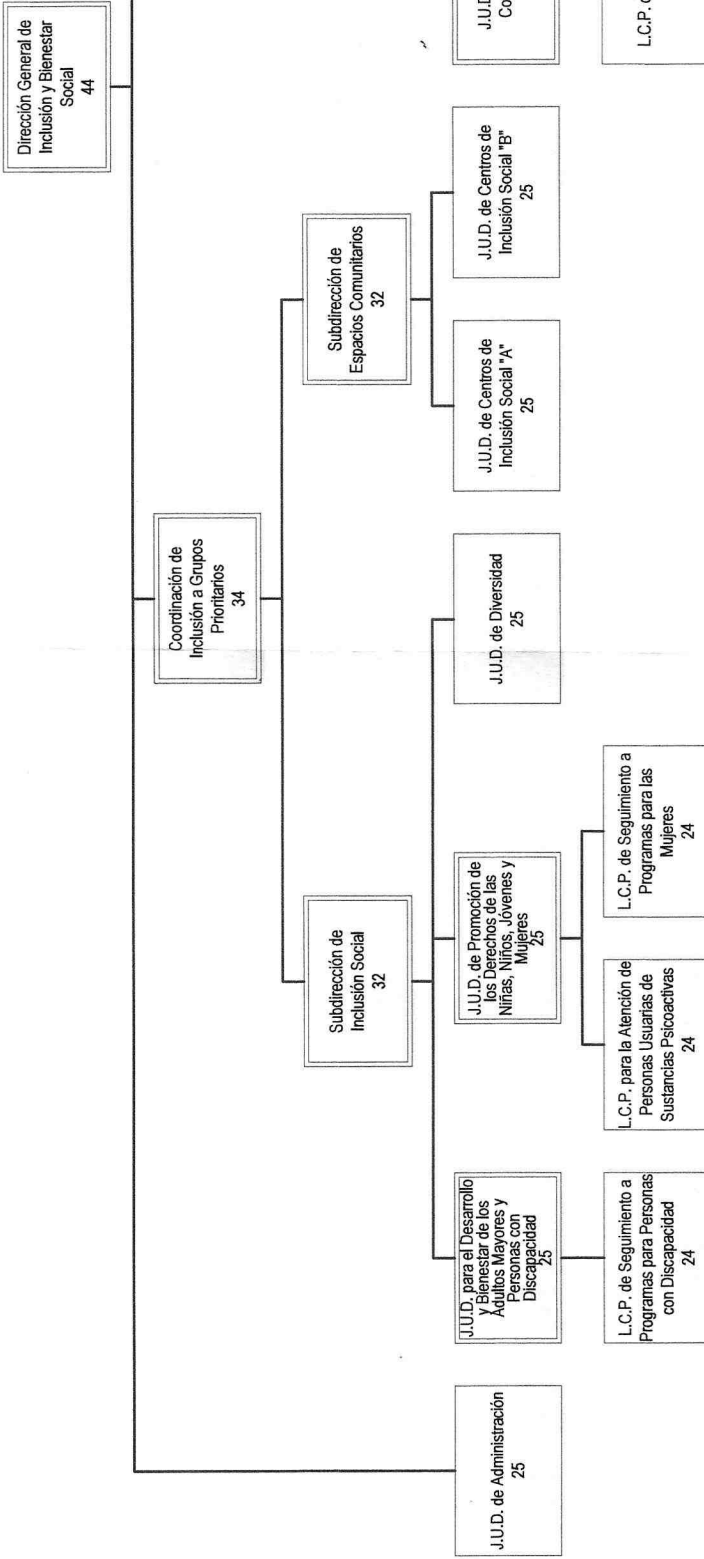 Dirección General de
Inclusión y Bienestar
Social
44
Coordinación de
Inclusión a Grupos
Prioritarios
34
Subdirección de
Inclusión Social
32
Subdirección de
Espacios Comunitarios
32
J.U.D. de Administración
25
J.U.D. para el Desarrollo
y Bienestar de los
Adultos Mayores y
Personas con
Discapacidad
25
J.U.D. de Promoción de
los Derechos de las
Niñas, Niños, Jóvenes y
Mujeres
25
J.U.D. de Diversidad
25
J.U.D. de Centros de
Inclusión Social "A"
25
J.U.D. de Centros de
Inclusión Social "B"
25
L.C.P. de Seguimiento a
Programas para Personas
con Discapacidad
24
L.C.P. para la Atención de
Personas Usuarias de
Sustancias Psicoactivas
24
L.C.P. de Seguimiento a
Programas para las
Mujeres
24
L.C.P.